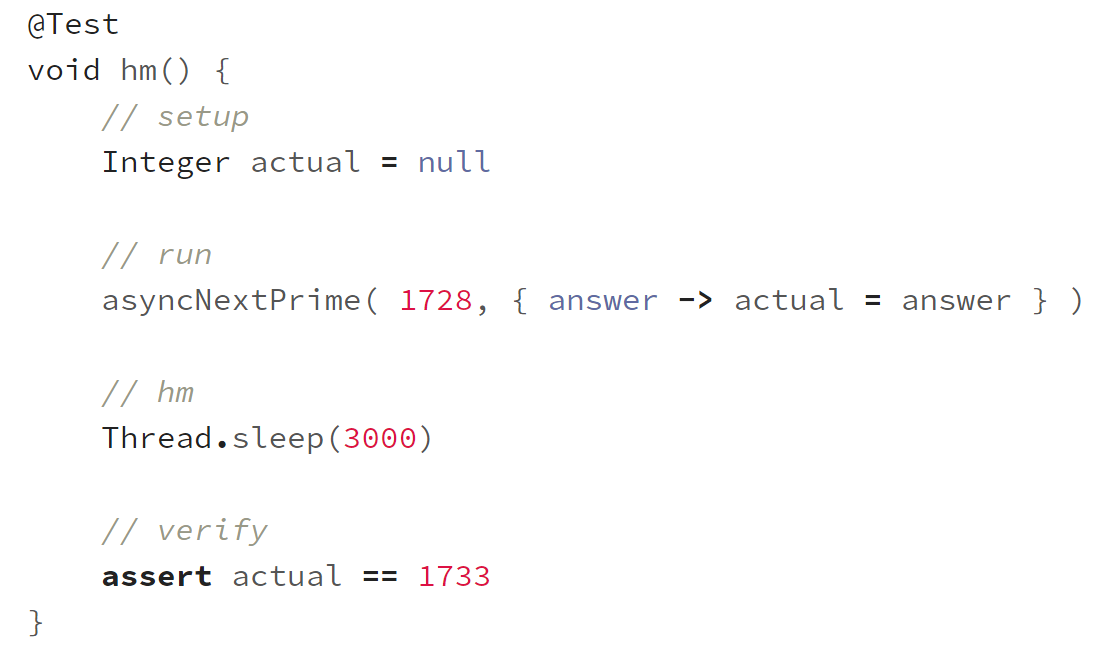 @Test
void hm() {
    // setup
    Integer actual = null

    // run
    asyncNextPrime( 1728, { answer -> actual = answer } )

    // hm
    Thread.sleep(3000)

    // verify
    assert actual == 1733
}